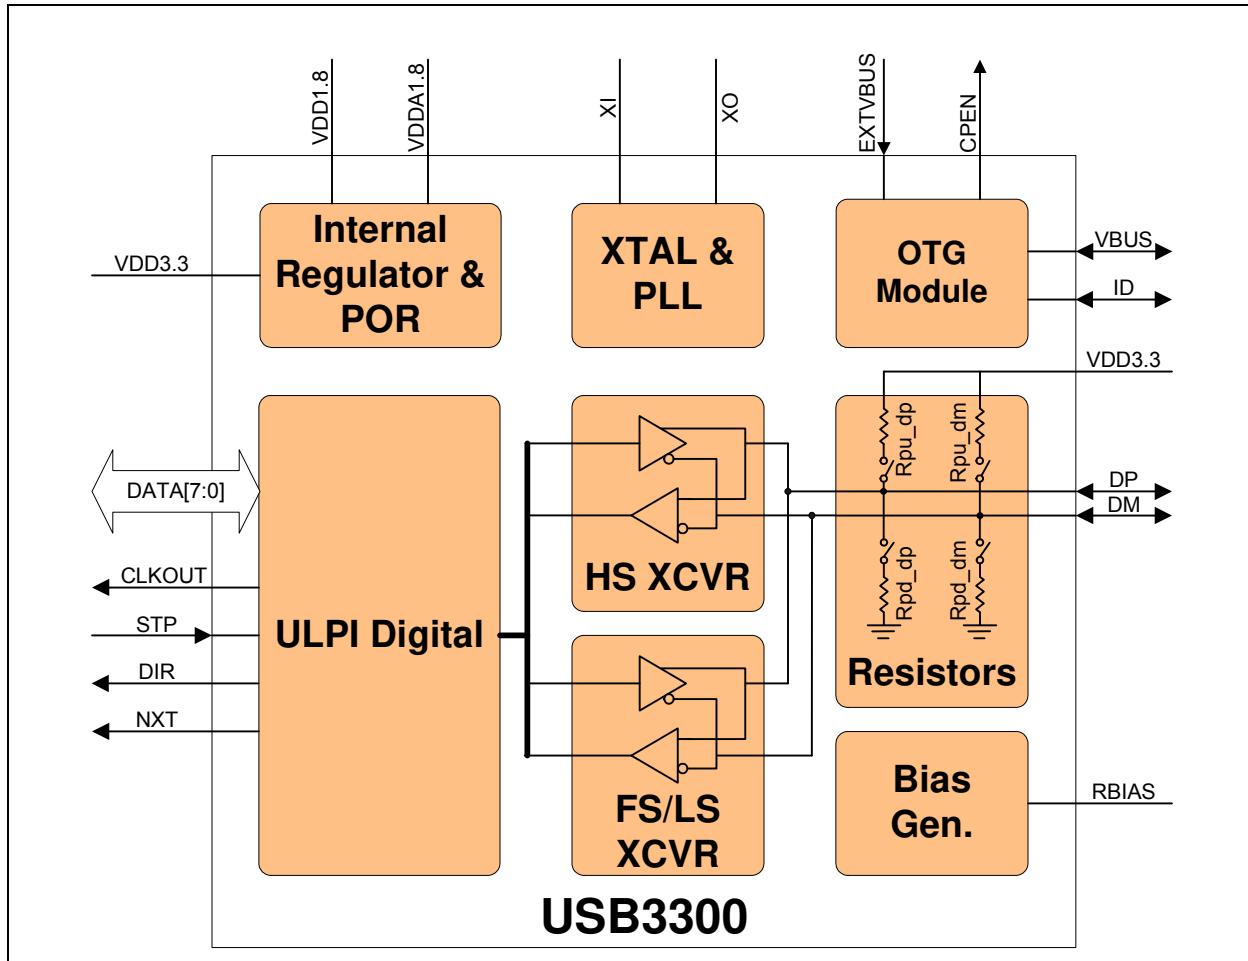 VDD1.8
VDDA1.8
XI
XO
EXTVBUS
CPEN
Internal
Regulator &
POR
XTAL &
PLL
OTG
Module
VDD3.3
VBUS
ID
VDD3.3
Rpu_dp
Rpu_dm
DATA[7:0]
DP
DM
CLKOUT
STP
DIR
NXT
ULPI Digital
HS XCVR
Rpd_dp
Rpd_dm
Resistors
FS/LS
XCVR
Bias
Gen.
RBIAS
USB3300